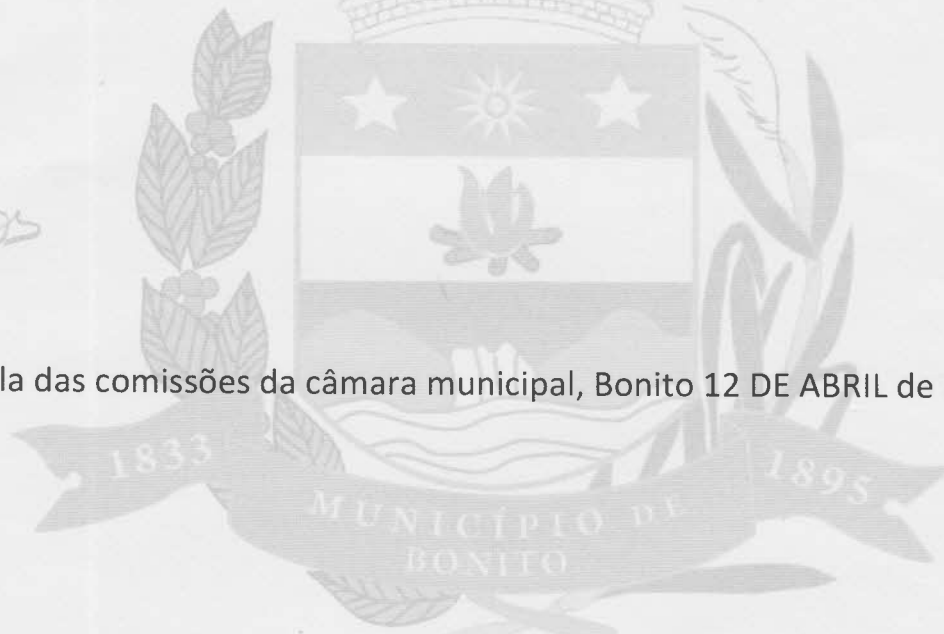 la das comissões da câmara municipal, Bonito 12 DE ABRIL de
1833
1895
MUNICÍPIO DE
BONITO